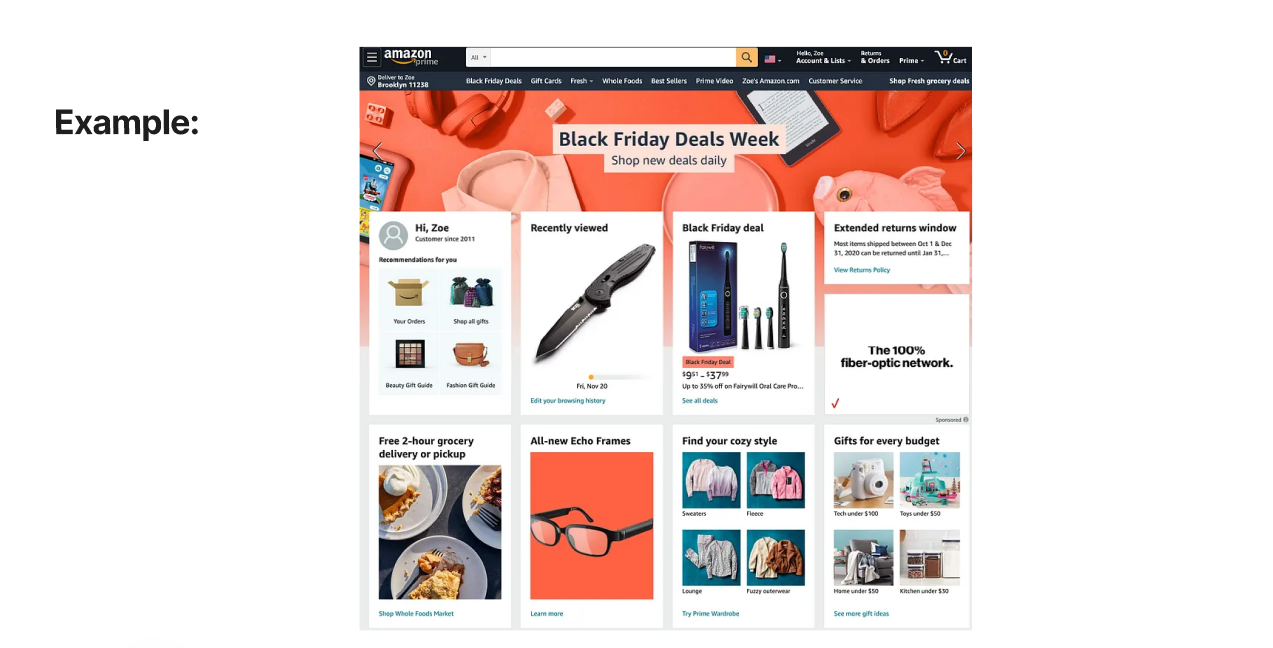 Example:
amazon
prime
All
Hello, Zoe
Account & Lists
Returns
& Orders
Prime
0
Cart
Deliver to Zoe
Brooklyn 11238
Black Friday Deals
Gift Cards
Fresh
Whole Foods
Best Sellers
Prime Video
Zoe's Amazon.com
Customer Service
Shop Fresh grocery deals
Black Friday Deals Week
Shop new deals daily
Hi, Zoe
Customer since 2011
Recommendations for you
Your Orders
Shop all gifts
Beauty Gift Guide
Fashion Gift Guide
Recently viewed
Fri, Nov 20
Edit your browsing history
Black Friday deal
Black Friday Deal
$951 - $3799
Up to 35% off on Fairywill Oral Care Pro...
See all deals
Extended returns window
Most items shipped between Oct 1 & Dec
31, 2020 can be returned until Jan 31,...
View Returns Policy
The 100%
fiber-optic network.
Sponsored
Free 2-hour grocery
delivery or pickup
Shop Whole Foods Market
All-new Echo Frames
Learn more
Find your cozy style
Sweaters
Fleece
Lounge
Fuzzy outerwear
Try Prime Wardrobe
Gifts for every budget
Tech under $100
Toys under $50
Home under $50
Kitchen under $30
See more gift ideas